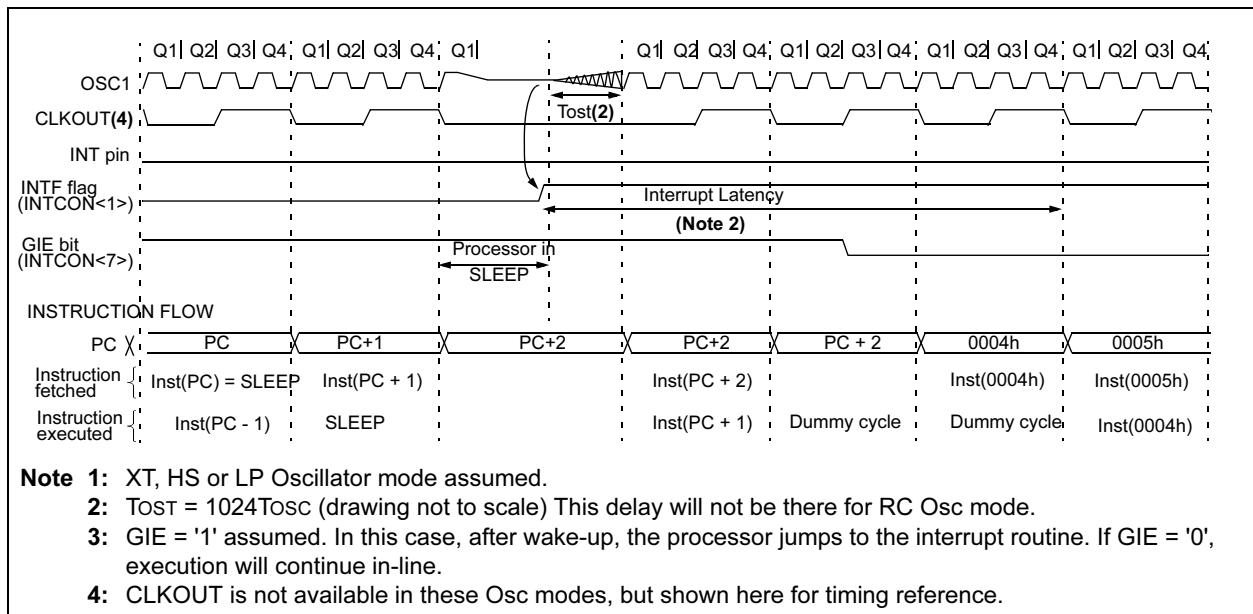 Q1 Q2 Q3 Q4 Q1 Q2 Q3 Q4 Q1 Q1 Q2 Q3 Q4 Q1 Q2 Q3 Q4 Q1 Q2 Q3 Q4 Q1 Q2 Q3 Q4
OSC1
TOST(2)
CLKOUT(4)
INT pin
INTF flag
(INTCON<1>)
Interrupt Latency
(Note 2)
GIE bit
(INTCON<7>)
Processor in
SLEEP
INSTRUCTION FLOW
PC PC PC+1 PC+2 PC+2 PC + 2 0004h 0005h
Instruction
fetched
Inst(PC) = SLEEP Inst(PC + 1) Inst(PC + 2) Inst(0004h) Inst(0005h)
Instruction
executed
Inst(PC - 1) SLEEP Inst(PC + 1) Dummy cycle Dummy cycle Inst(0004h)
Note 1: XT, HS or LP Oscillator mode assumed.
2: TOST = 1024TOSC (drawing not to scale) This delay will not be there for RC Osc mode.
3: GIE = '1' assumed. In this case, after wake-up, the processor jumps to the interrupt routine. If GIE = '0',
execution will continue in-line.
4: CLKOUT is not available in these Osc modes, but shown here for timing reference.